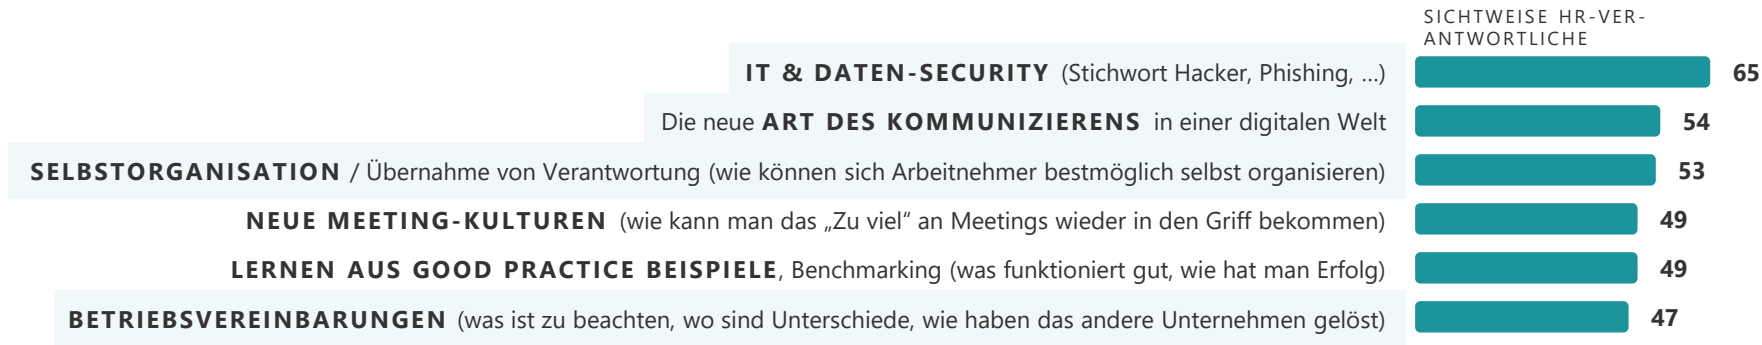 SICHTWEISE HR-VER-
ANTWORTLICHE
IT & DATEN-SECURITY (Stichwort Hacker, Phishing, ...) 65
Die neue ART DES KOMMUNIZIERENS in einer digitalen Welt 54
SELBSTORGANISATION / Übernahme von Verantwortung (wie können sich Arbeitnehmer bestmöglich selbst organisieren) 53
NEUE MEETING-KULTUREN (wie kann man das „Zu viel“ an Meetings wieder in den Griff bekommen) 49
LERNEN AUS GOOD PRACTICE BEISPIELE, Benchmarking (was funktioniert gut, wie hat man Erfolg) 49
BETRIEBSVEREINBARUNGEN (was ist zu beachten, wo sind Unterschiede, wie haben das andere Unternehmen gelöst) 47